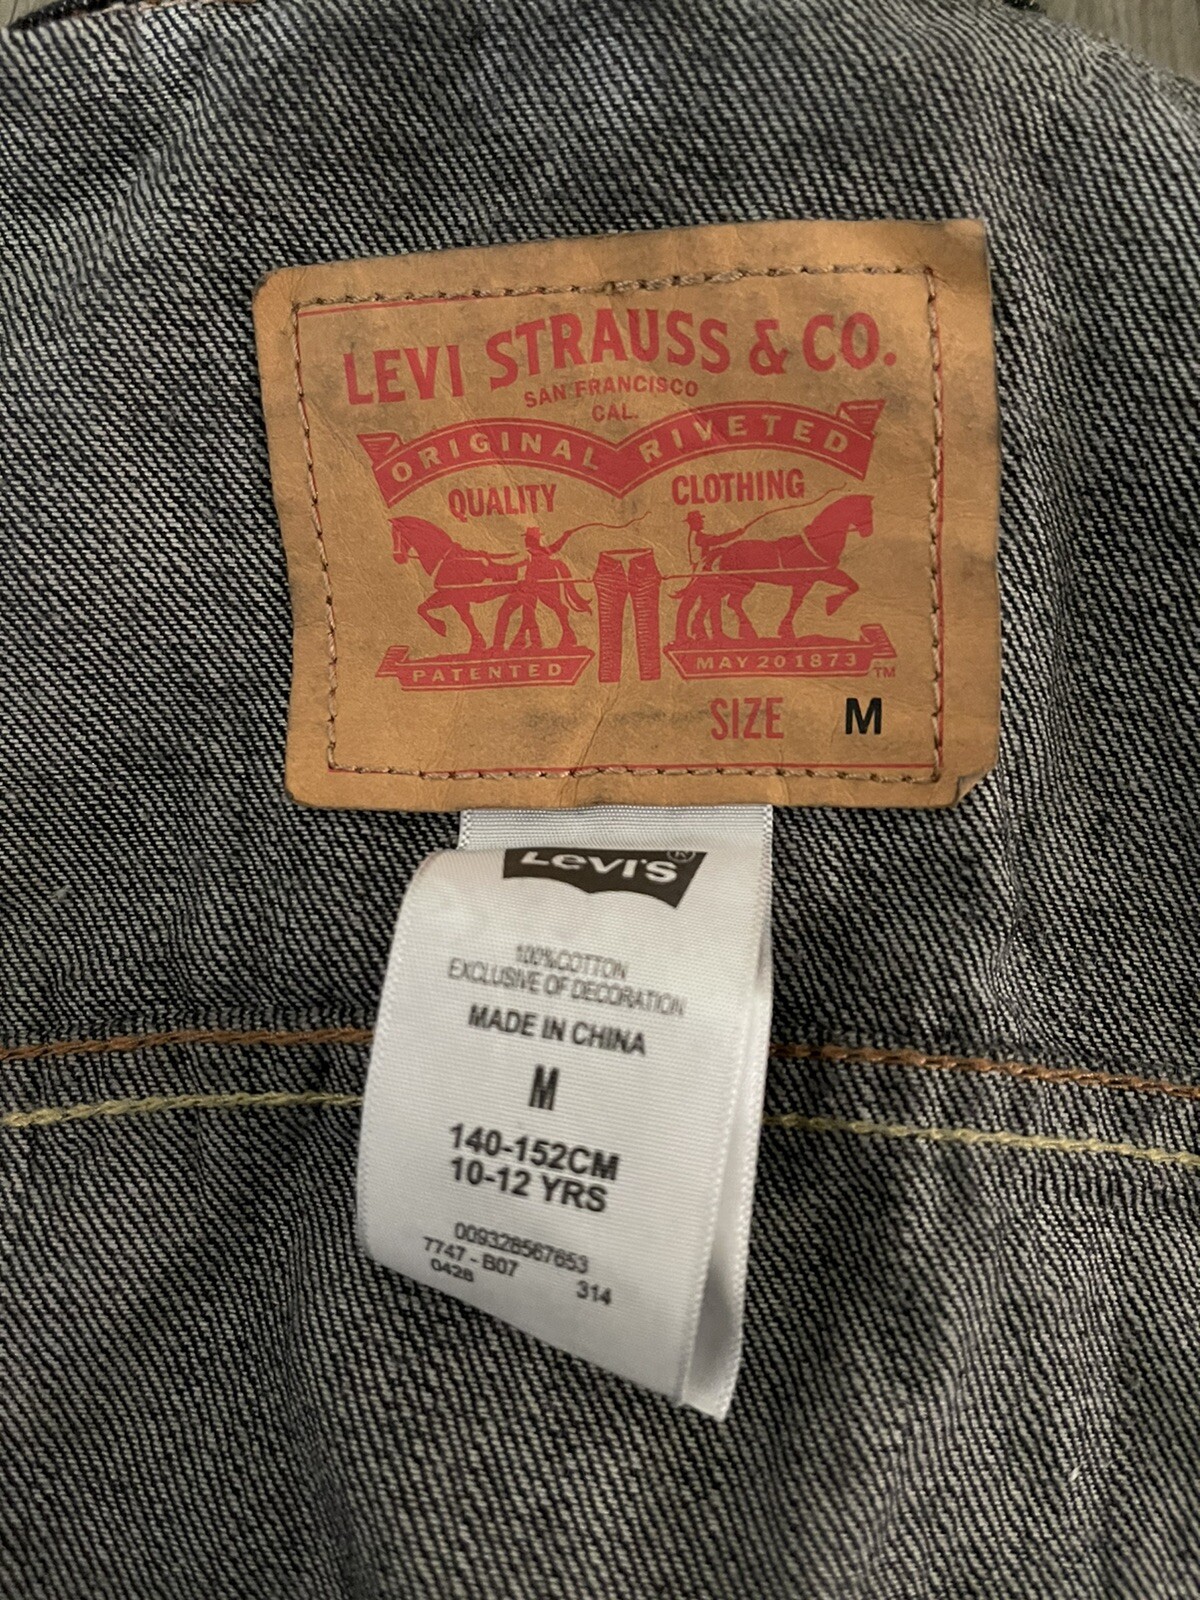 LEVI STRAUSS & CO.
SAN FRANCISCO
CAL.
ORIGINAL RIVETED
QUALITY CLOTHING
PATENTED MAY 20 1873 ™
SIZE M
LEVI'S®
100%COTTON
EXCLUSIVE OF DECORATION
MADE IN CHINA
M
140-152CM
10-12 YRS
009328567653
7747 - B07
0428 314